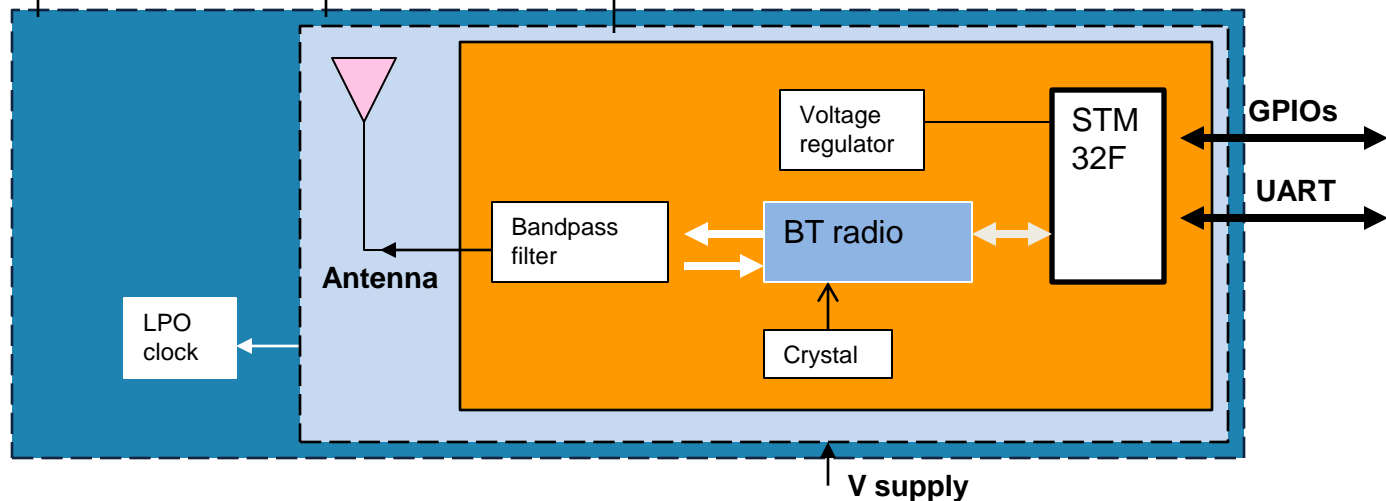 Voltage
regulator
STM
32F
GPIOs
UART
Bandpass
filter
BT radio
Antenna
LPO
clock
Crystal
V supply